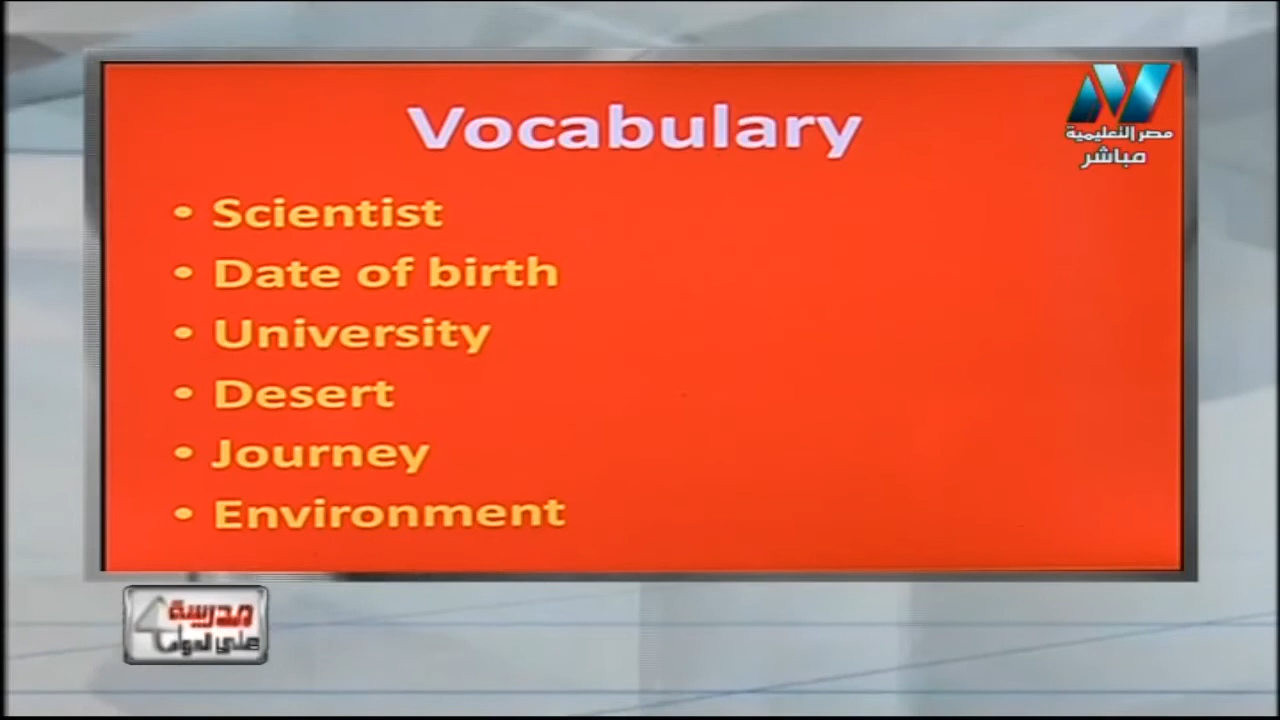 Vocabulary
مصر التعليمية
مباشر
• Scientist
• Date of birth
• University
• Desert
• Journey
• Environment
مدرسة
على الهواء